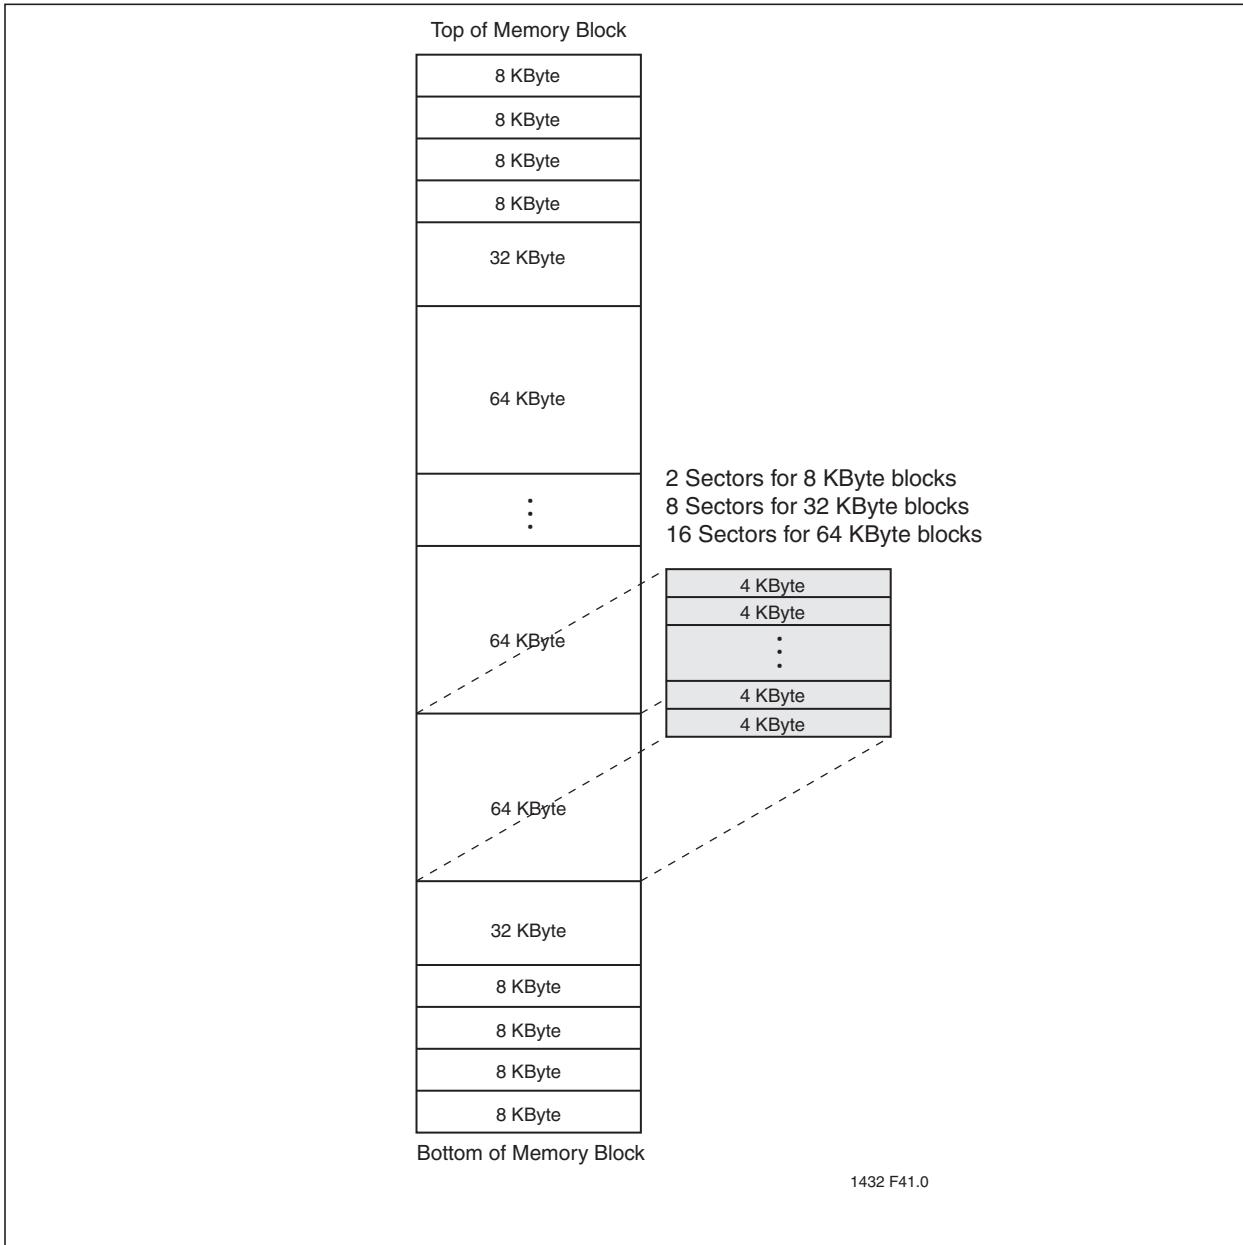 Top of Memory Block
8 KByte
8 KByte
8 KByte
8 KByte
32 KByte
64 KByte
2 Sectors for 8 KByte blocks
8 Sectors for 32 KByte blocks
16 Sectors for 64 KByte blocks
4 KByte
4 KByte
64 KByte
4 KByte
4 KByte
64 KByte
32 KByte
8 KByte
8 KByte
8 KByte
8 KByte
Bottom of Memory Block
1432 F41.0